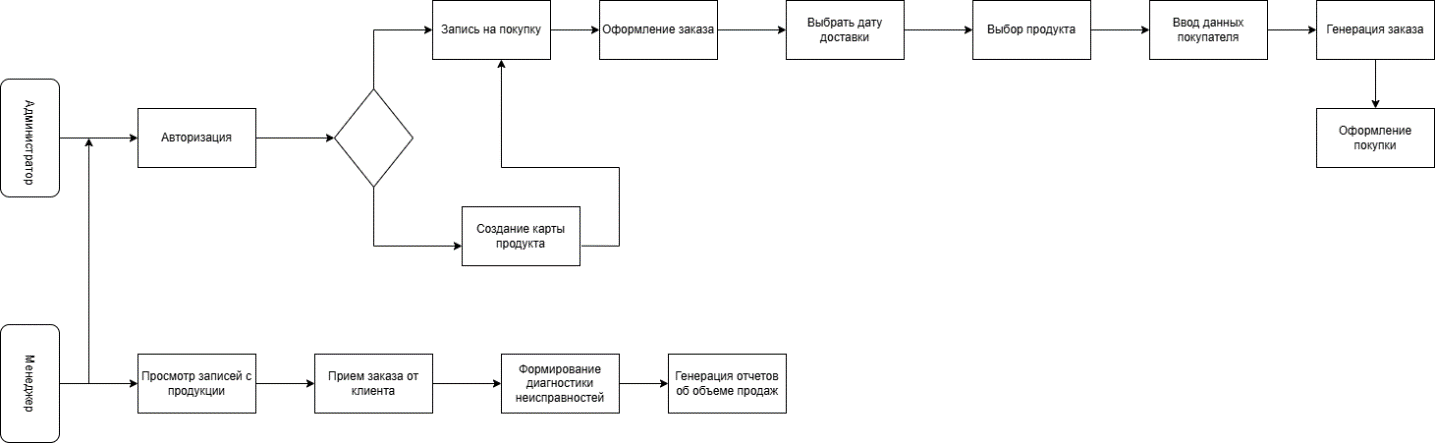 Запись на покупку
Оформление заказа
Выбрать дату
доставки
Выбор продукта
Ввод данных
покупателя
Генерация заказа
Администратор
Авторизация
Оформление
покупки
Создание карты
продукта
Менеджер
Просмотр записей с
продукции
Прием заказа от
клиента
Формирование
диагностики
неисправностей
Генерация отчетов
об объеме продаж